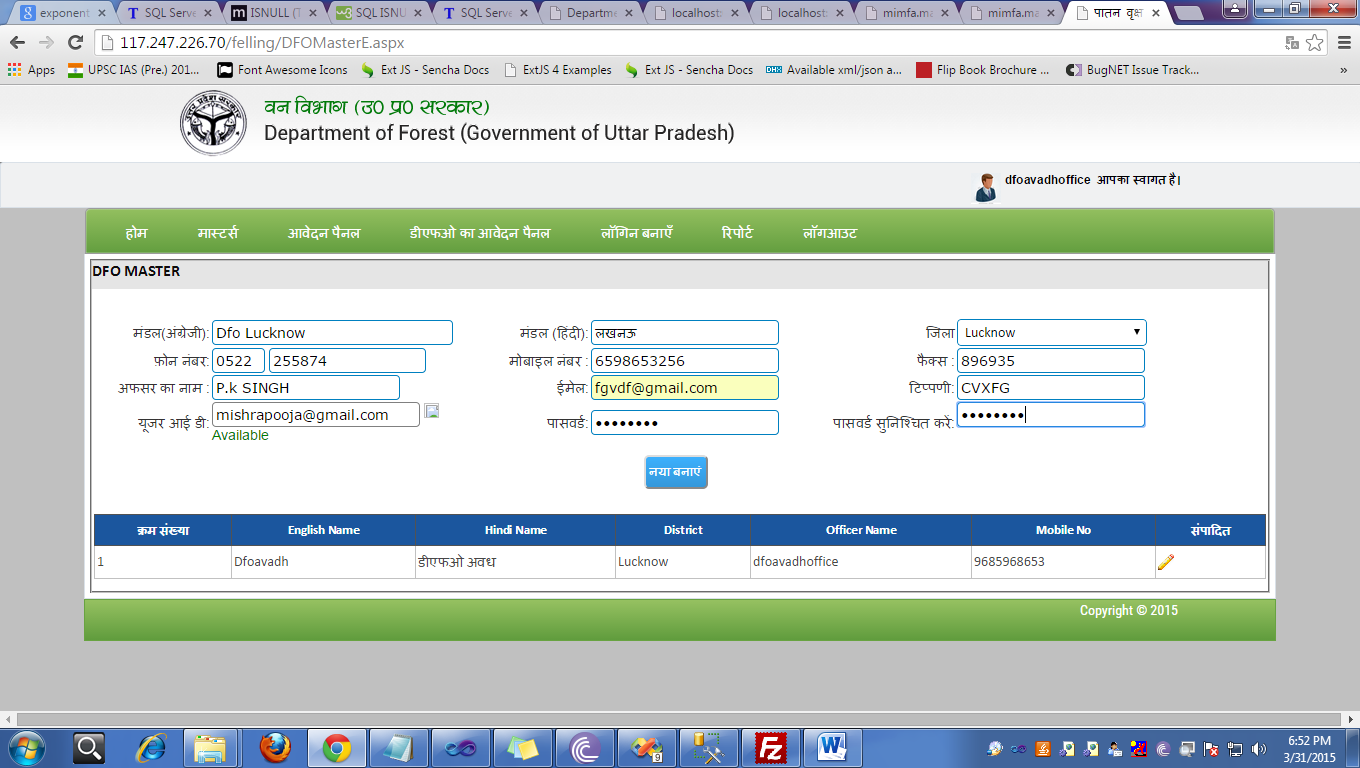 exponent
SQL Serve
ISNULL (T
SQL ISNU
SQL Serve
Departme
localhost:
localhost:
mimfa.ma
mimfa.ma
पातन वृक्ष
117.247.226.70/felling/DFOMasterE.aspx
Apps
UPSC IAS (Pre.) 201...
Font Awesome Icons
Ext JS - Sencha Docs
ExtJS 4 Examples
Ext JS - Sencha Docs
Available xml/json a...
Flip Book Brochure ...
BugNET Issue Track...
»
वन विभाग (उ0 प्र0 सरकार)
Department of Forest (Government of Uttar Pradesh)
dfoavadhoffice आपका स्वागत है।
होम मास्टर्स आवेदन पैनल डीएफओ का आवेदन पैनल लॉगिन बनाएँ रिपोर्ट लॉगआउट
DFO MASTER
मंडल(अंग्रेजी): Dfo Lucknow मंडल (हिंदी): लखनऊ जिला Lucknow
फ़ोन नंबर: 0522 255874 मोबाइल नंबर : 6598653256 फैक्स : 896935
अफसर का नाम : P.k SINGH ईमेल: fgvdf@gmail.com टिप्पणी: CVXFG
यूजर आई डी: mishrapooja@gmail.com पासवर्ड: •••••••• पासवर्ड सुनिश्चित करें: ••••••••
Available
नया बनाएं
क्रम संख्या English Name Hindi Name District Officer Name Mobile No संपादित
1 Dfoavadh डीएफओ अवध Lucknow dfoavadhoffice 9685968653
Copyright © 2015
6:52 PM
3/31/2015